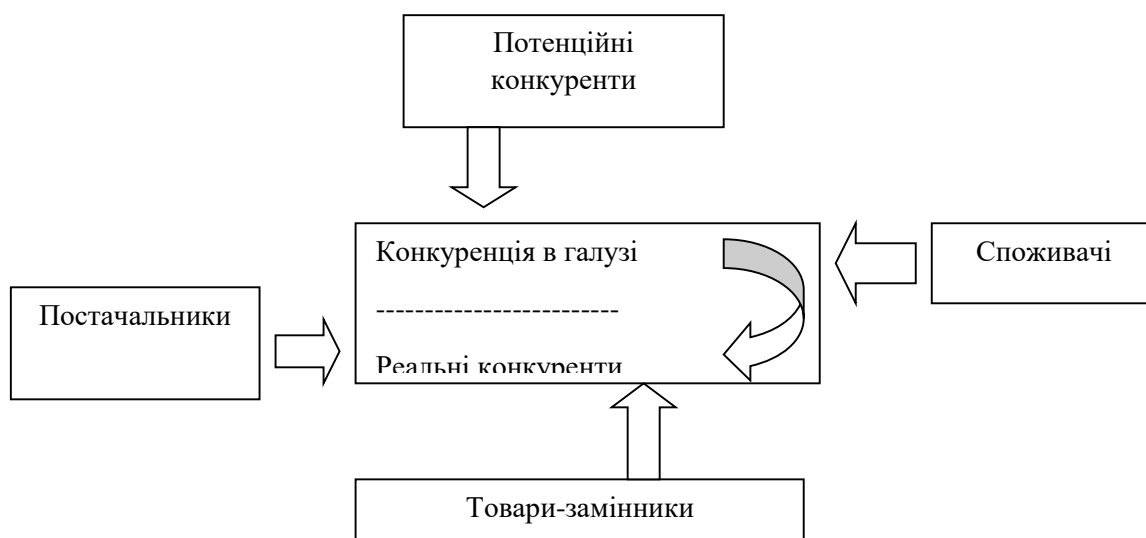 Потенційні
конкуренти
Конкуренція в галузі
-------------------------
Реальні конкуренти
Споживачі
Постачальники
Товари-замінники